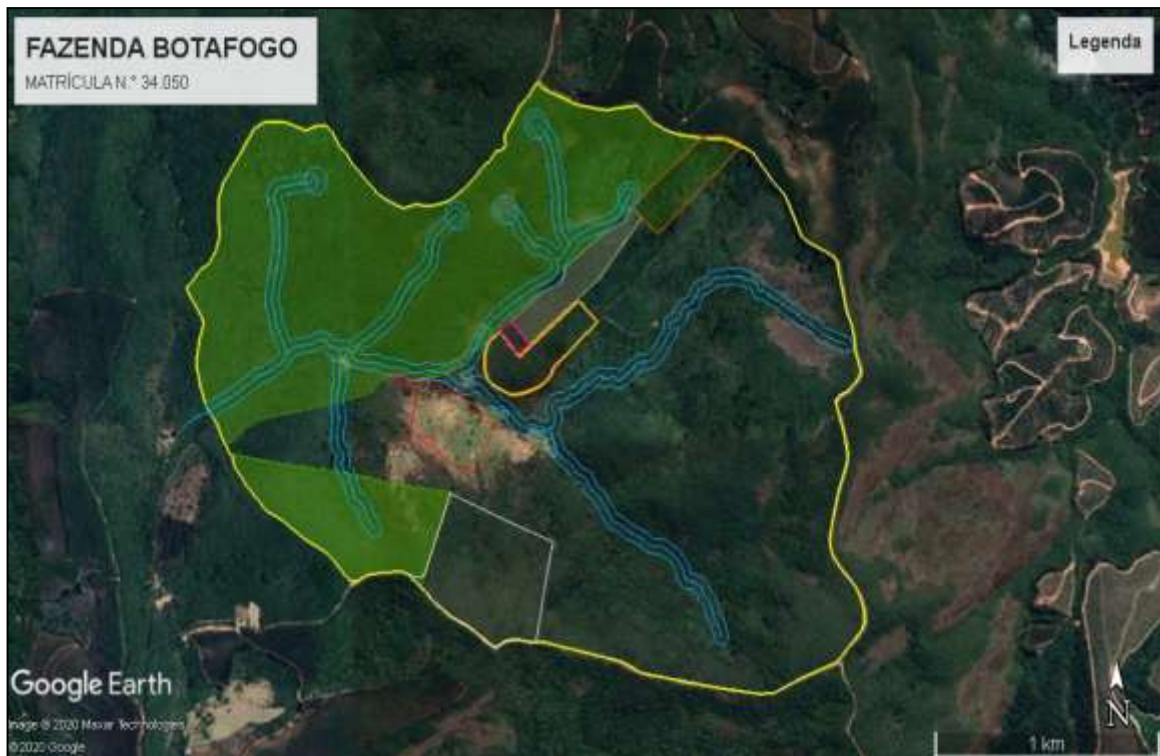 FAZENDA BOTAFOGO
MATRÍCULA N.° 34.050
Legenda
Google Earth
Image © 2020 Maxar Technologies
© 2020 Google
1 km
N